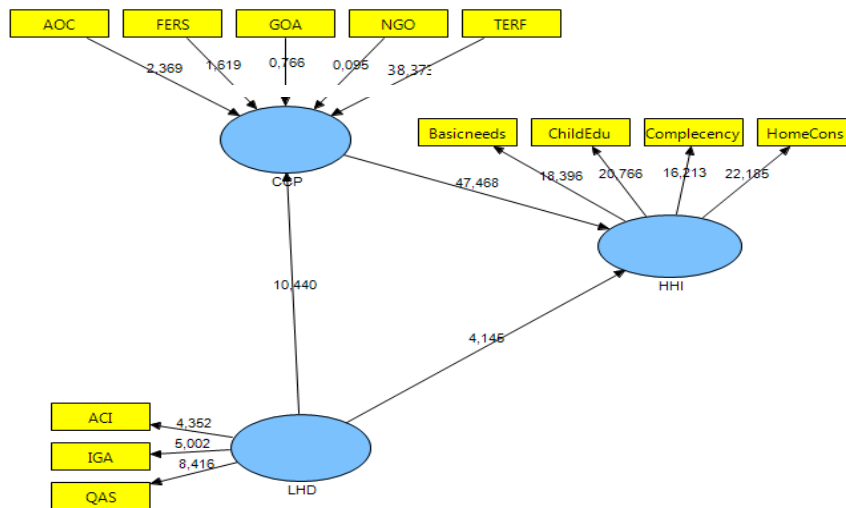 AOC
FERS
GOA
NGO
TERF
2,369
1,619
0,766
0,095
38,373
Basicneeds
ChildEdu
Complecency
HomeCons
CCP
47,468
18,396
20,766
16,213
22,185
HHI
10,440
4,145
ACI
4,352
IGA
5,002
QAS
8,416
LHD